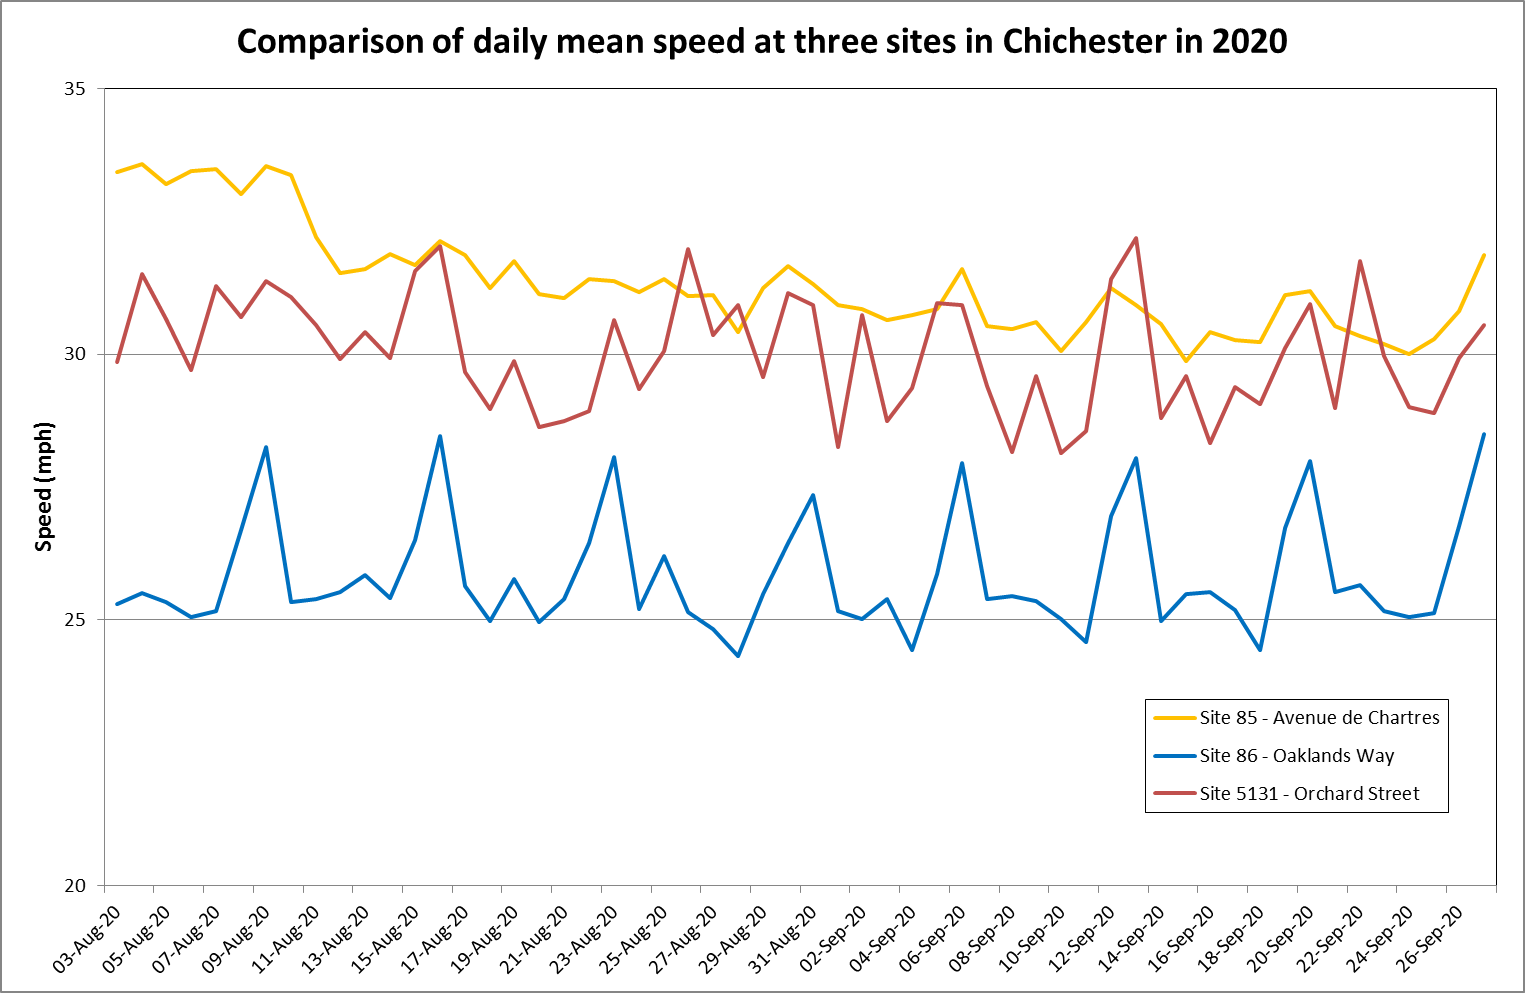 Comparison of daily mean speed at three sites in Chichester in 2020
35
30
25
20
Speed (mph)
Site 85 - Avenue de Chartres
Site 86 - Oaklands Way
Site 5131 - Orchard Street
03-Aug-20
05-Aug-20
07-Aug-20
09-Aug-20
11-Aug-20
13-Aug-20
15-Aug-20
17-Aug-20
19-Aug-20
21-Aug-20
23-Aug-20
25-Aug-20
27-Aug-20
29-Aug-20
31-Aug-20
02-Sep-20
04-Sep-20
06-Sep-20
08-Sep-20
10-Sep-20
12-Sep-20
14-Sep-20
16-Sep-20
18-Sep-20
20-Sep-20
22-Sep-20
24-Sep-20
26-Sep-20